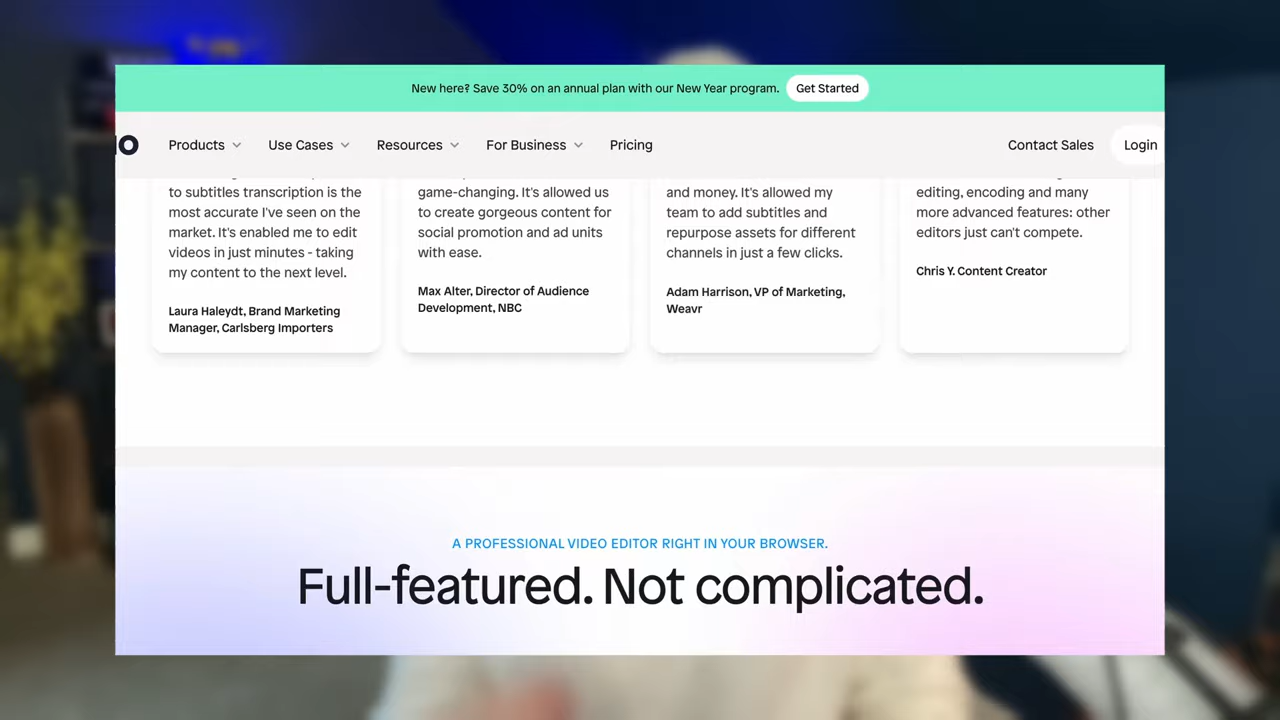 New here? Save 30% on an annual plan with our New Year program.
Get Started
IO
Products
Use Cases
Resources
For Business
Pricing
Contact Sales
Login
to subtitles transcription is the
most accurate I've seen on the
market. It's enabled me to edit
videos in just minutes - taking
my content to the next level.
Laura Haleydt, Brand Marketing
Manager, Carlsberg Importers
game-changing. It's allowed us
to create gorgeous content for
social promotion and ad units
with ease.
Max Alter, Director of Audience
Development, NBC
and money. It's allowed my
team to add subtitles and
repurpose assets for different
channels in just a few clicks.
Adam Harrison, VP of Marketing,
Weavr
editing, encoding and many
more advanced features: other
editors just can't compete.
Chris Y. Content Creator
A PROFESSIONAL VIDEO EDITOR RIGHT IN YOUR BROWSER.
Full-featured. Not complicated.